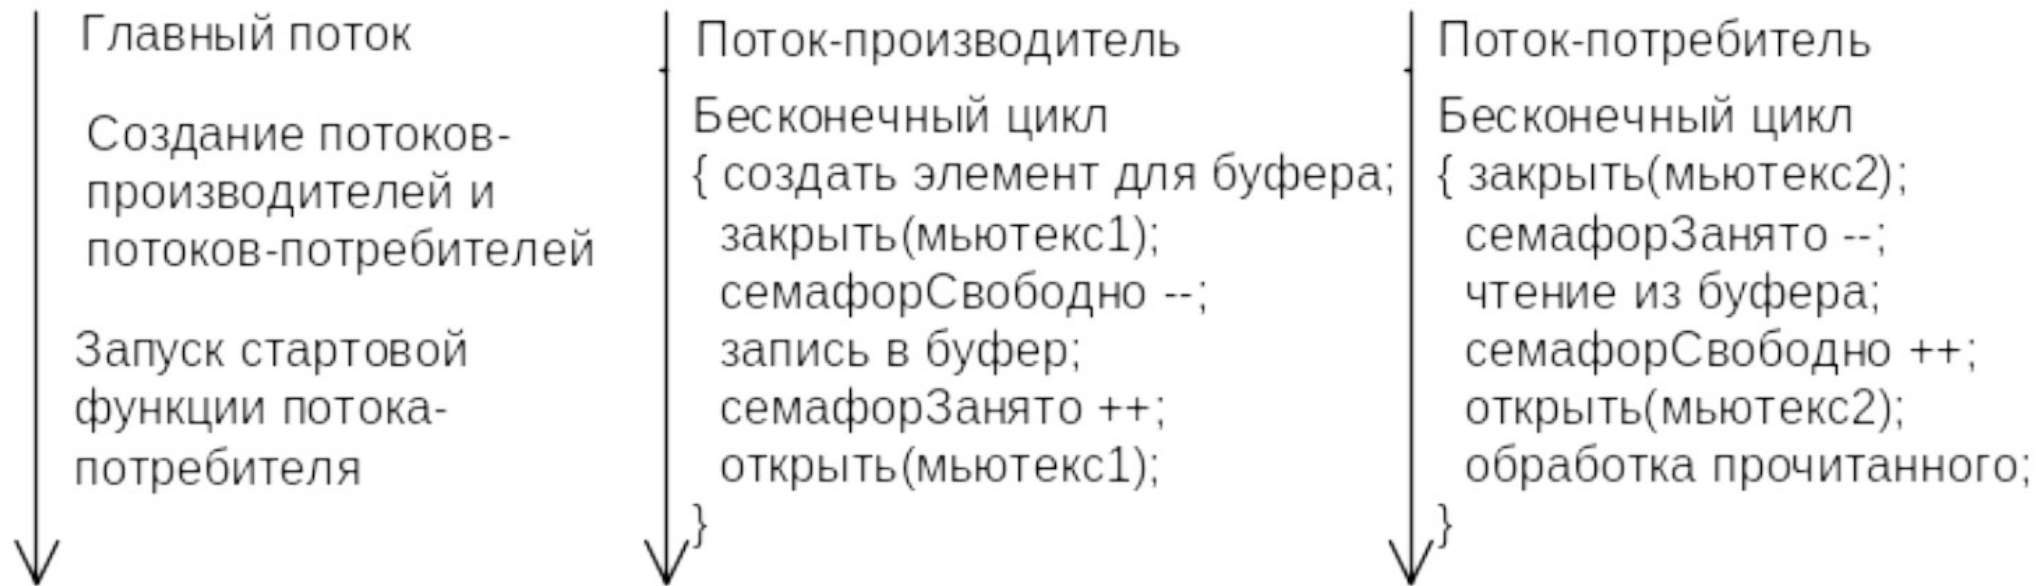 Главный поток
Создание потоков-
производителей и
потоков-потребителей
Запуск стартовой
функции потока-
потребителя
Поток-производитель
Бесконечный цикл
{ создать элемент для буфера;
закрыть(мьютекс1);
семафорСвободно --;
запись в буфер;
семафорЗанято ++;
открыть(мьютекс1);
}
Поток-потребитель
Бесконечный цикл
{ закрыть(мьютекс2);
семафорЗанято --;
чтение из буфера;
семафорСвободно ++;
открыть(мьютекс2);
обработка прочитанного;
}